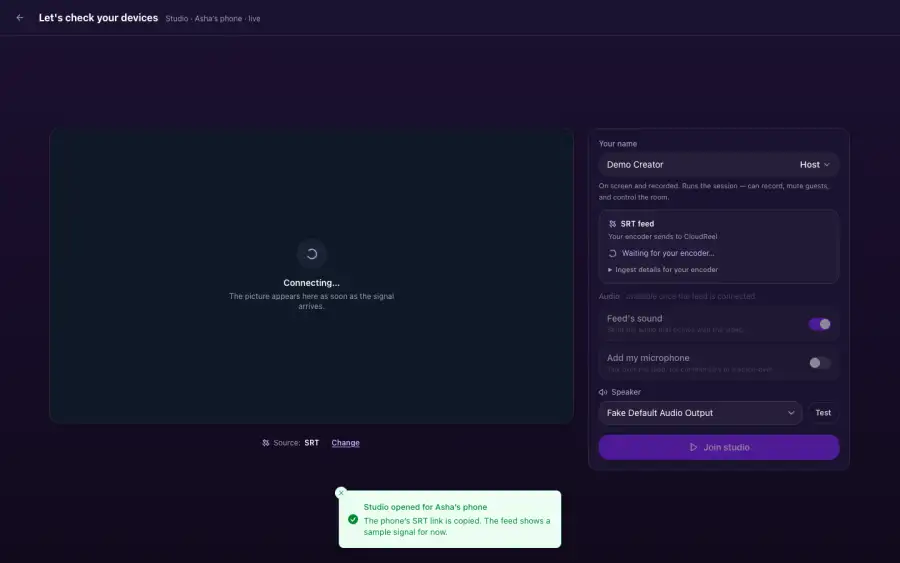 Let's check your devices Studio · Asha's phone · live
Connecting...
The picture appears here as soon as the signal
arrives.
Source: SRT Change
Your name
Demo Creator Host
On screen and recorded. Runs the session — can record, mute guests,
and control the room.
SRT feed
Your encoder sends to CloudReel
Waiting for your encoder...
Ingest details for your encoder
Audio · available once the feed is connected
Feed's sound
Add my microphone
Speaker
Fake Default Audio Output Test
Join studio
Studio opened for Asha's phone
The phone's SRT link is copied. The feed shows a
sample signal for now.